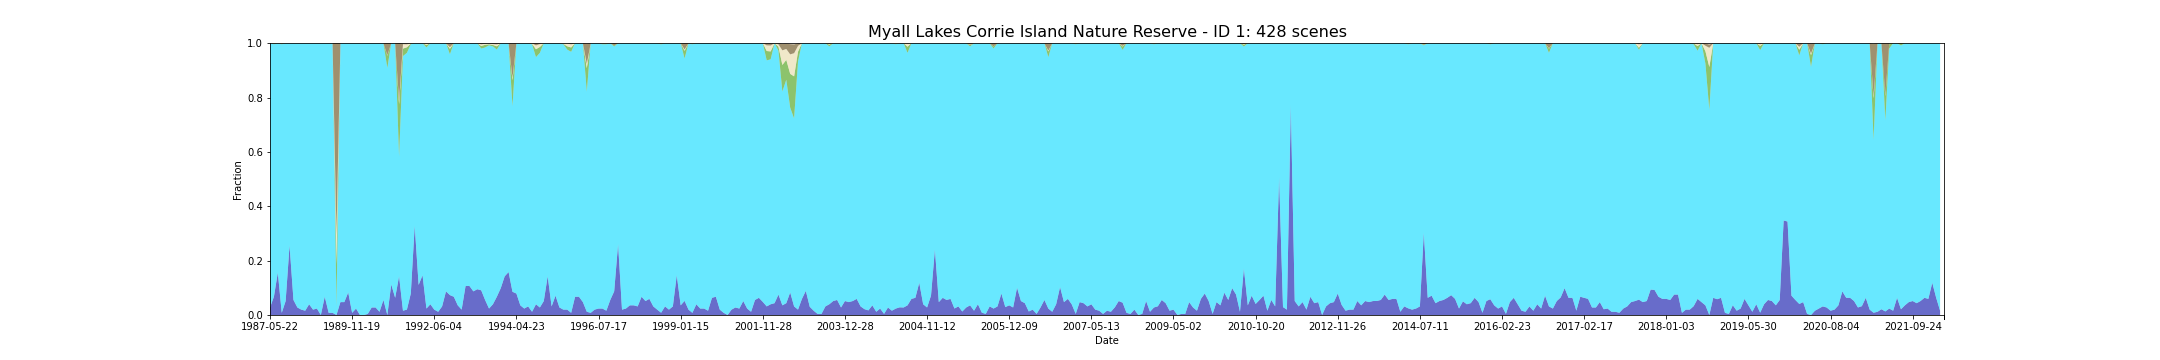 Myall Lakes Corrie Island Nature Reserve - ID 1: 428 scenes
1.0
0.8
0.6
0.4
0.2
0.0
Fraction
1987-05-22 1989-11-19 1992-06-04 1994-04-23 1996-07-17 1999-01-15 2001-11-28 2003-12-28 2004-11-12 2005-12-09 2007-05-13 2009-05-02 2010-10-20 2012-11-26 2014-07-11 2016-02-23 2017-02-17 2018-01-03 2019-05-30 2020-08-04 2021-09-24
Date